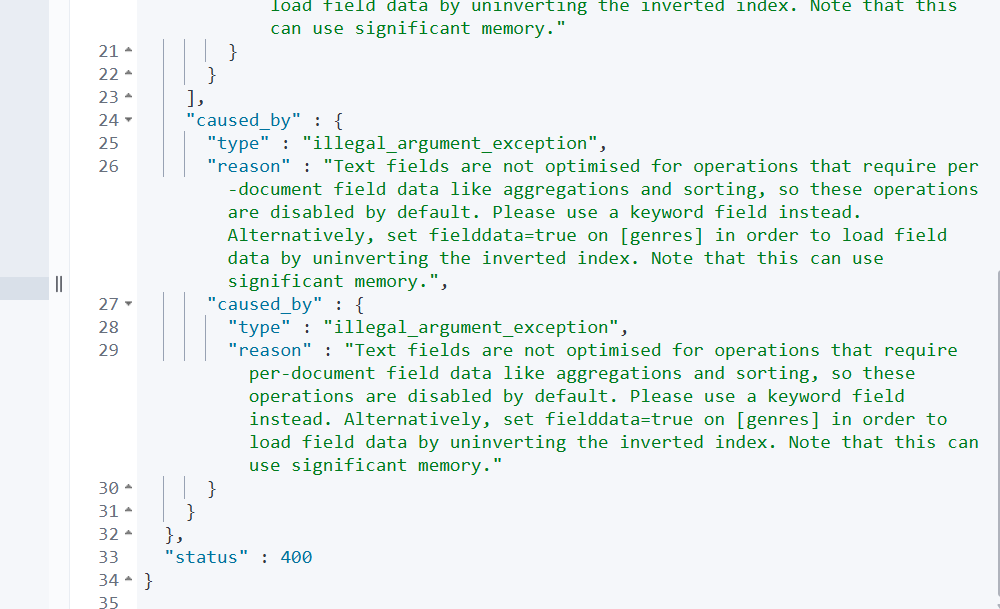 load field data by uninverting the inverted index. Note that this
can use significant memory."
21 }
22 }
23 ],
24 "caused_by" : {
25 "type" : "illegal_argument_exception",
26 "reason" : "Text fields are not optimised for operations that require per
-document field data like aggregations and sorting, so these operations
are disabled by default. Please use a keyword field instead.
Alternatively, set fielddata=true on [genres] in order to load field
data by uninverting the inverted index. Note that this can use
significant memory.",
27 "caused_by" : {
28 "type" : "illegal_argument_exception",
29 "reason" : "Text fields are not optimised for operations that require
per-document field data like aggregations and sorting, so these
operations are disabled by default. Please use a keyword field
instead. Alternatively, set fielddata=true on [genres] in order to
load field data by uninverting the inverted index. Note that this can
use significant memory."
30 }
31 }
32 },
33 "status" : 400
34 }
35